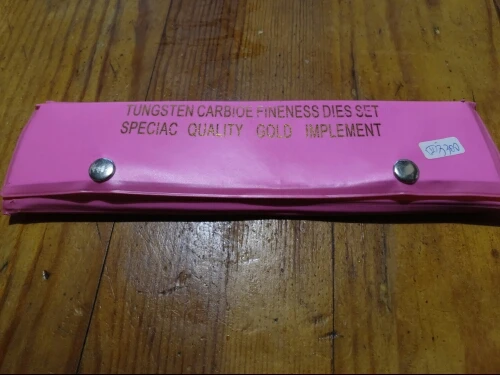 TUNGSTEN CARBIDE FINENESS DIES SET
SPECIAC QUALITY GOLD IMPLEMENT